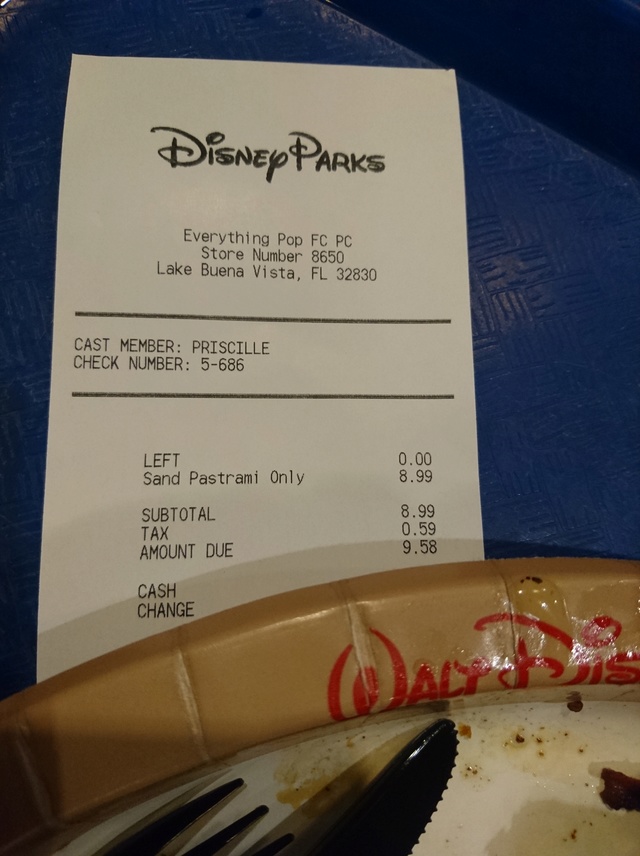 Disney Parks
Everything Pop FC PC
Store Number 8650
Lake Buena Vista, FL 32830
CAST MEMBER: PRISCILLE
CHECK NUMBER: 5-686
LEFT 0.00
Sand Pastrami Only 8.99
SUBTOTAL 8.99
TAX 0.59
AMOUNT DUE 9.58
CASH
CHANGE
WALT DIS